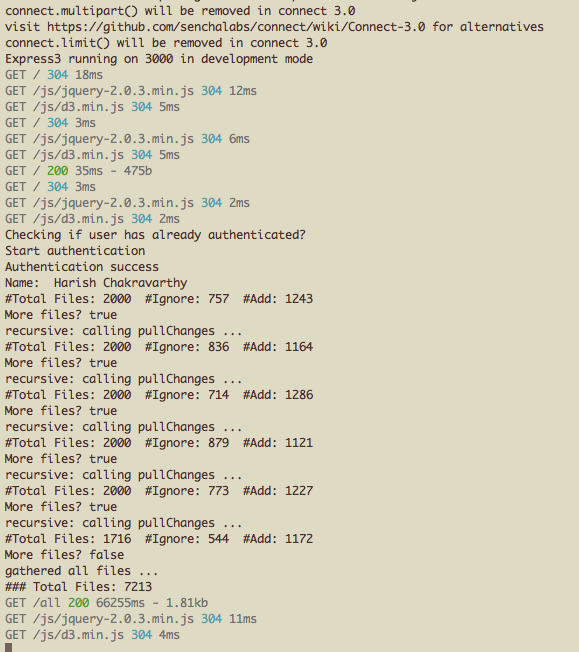 connect.multipart() will be removed in connect 3.0
visit https://github.com/senchalabs/connect/wiki/Connect-3.0 for alternatives
connect.limit() will be removed in connect 3.0
Express3 running on 3000 in development mode
GET / 304 18ms
GET /js/jquery-2.0.3.min.js 304 12ms
GET /js/d3.min.js 304 5ms
GET / 304 3ms
GET /js/jquery-2.0.3.min.js 304 6ms
GET /js/d3.min.js 304 5ms
GET / 200 35ms - 475b
GET / 304 3ms
GET /js/jquery-2.0.3.min.js 304 2ms
GET /js/d3.min.js 304 2ms
Checking if user has already authenticated?
Start authentication
Authentication success
Name:  Harish Chakravarthy
#Total Files: 2000  #Ignore: 757  #Add: 1243
More files? true
recursive: calling pullChanges ...
#Total Files: 2000  #Ignore: 836  #Add: 1164
More files? true
recursive: calling pullChanges ...
#Total Files: 2000  #Ignore: 714  #Add: 1286
More files? true
recursive: calling pullChanges ...
#Total Files: 2000  #Ignore: 879  #Add: 1121
More files? true
recursive: calling pullChanges ...
#Total Files: 2000  #Ignore: 773  #Add: 1227
More files? true
recursive: calling pullChanges ...
#Total Files: 1716  #Ignore: 544  #Add: 1172
More files? false
gathered all files ...
### Total Files: 7213
GET /all 200 66255ms - 1.81kb
GET /js/jquery-2.0.3.min.js 304 11ms
GET /js/d3.min.js 304 4ms